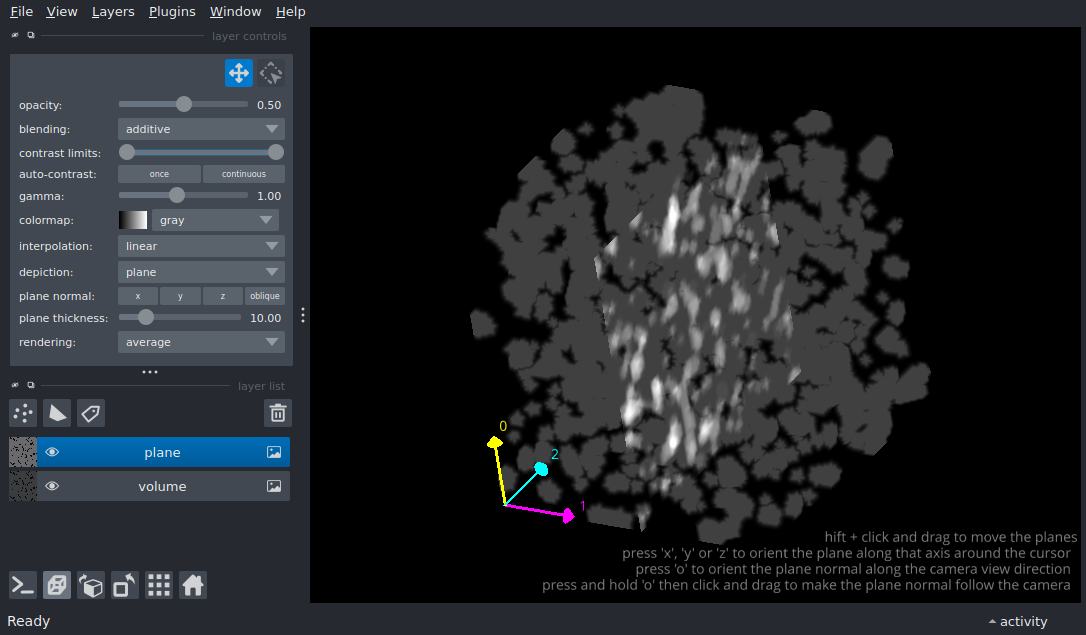 File View Layers Plugins Window Help
layer controls
opacity: 0.50
blending: additive
contrast limits:
auto-contrast: once continuous
gamma: 1.00
colormap: gray
interpolation: linear
depiction: plane
plane normal: x y z oblique
plane thickness: 10.00
rendering: average
layer list
plane
volume
0
2
1
hift + click and drag to move the planes
press 'x', 'y' or 'z' to orient the plane along that axis around the cursor
press 'o' to orient the plane normal along the camera view direction
press and hold 'o' then click and drag to make the plane normal follow the camera
Ready
activity